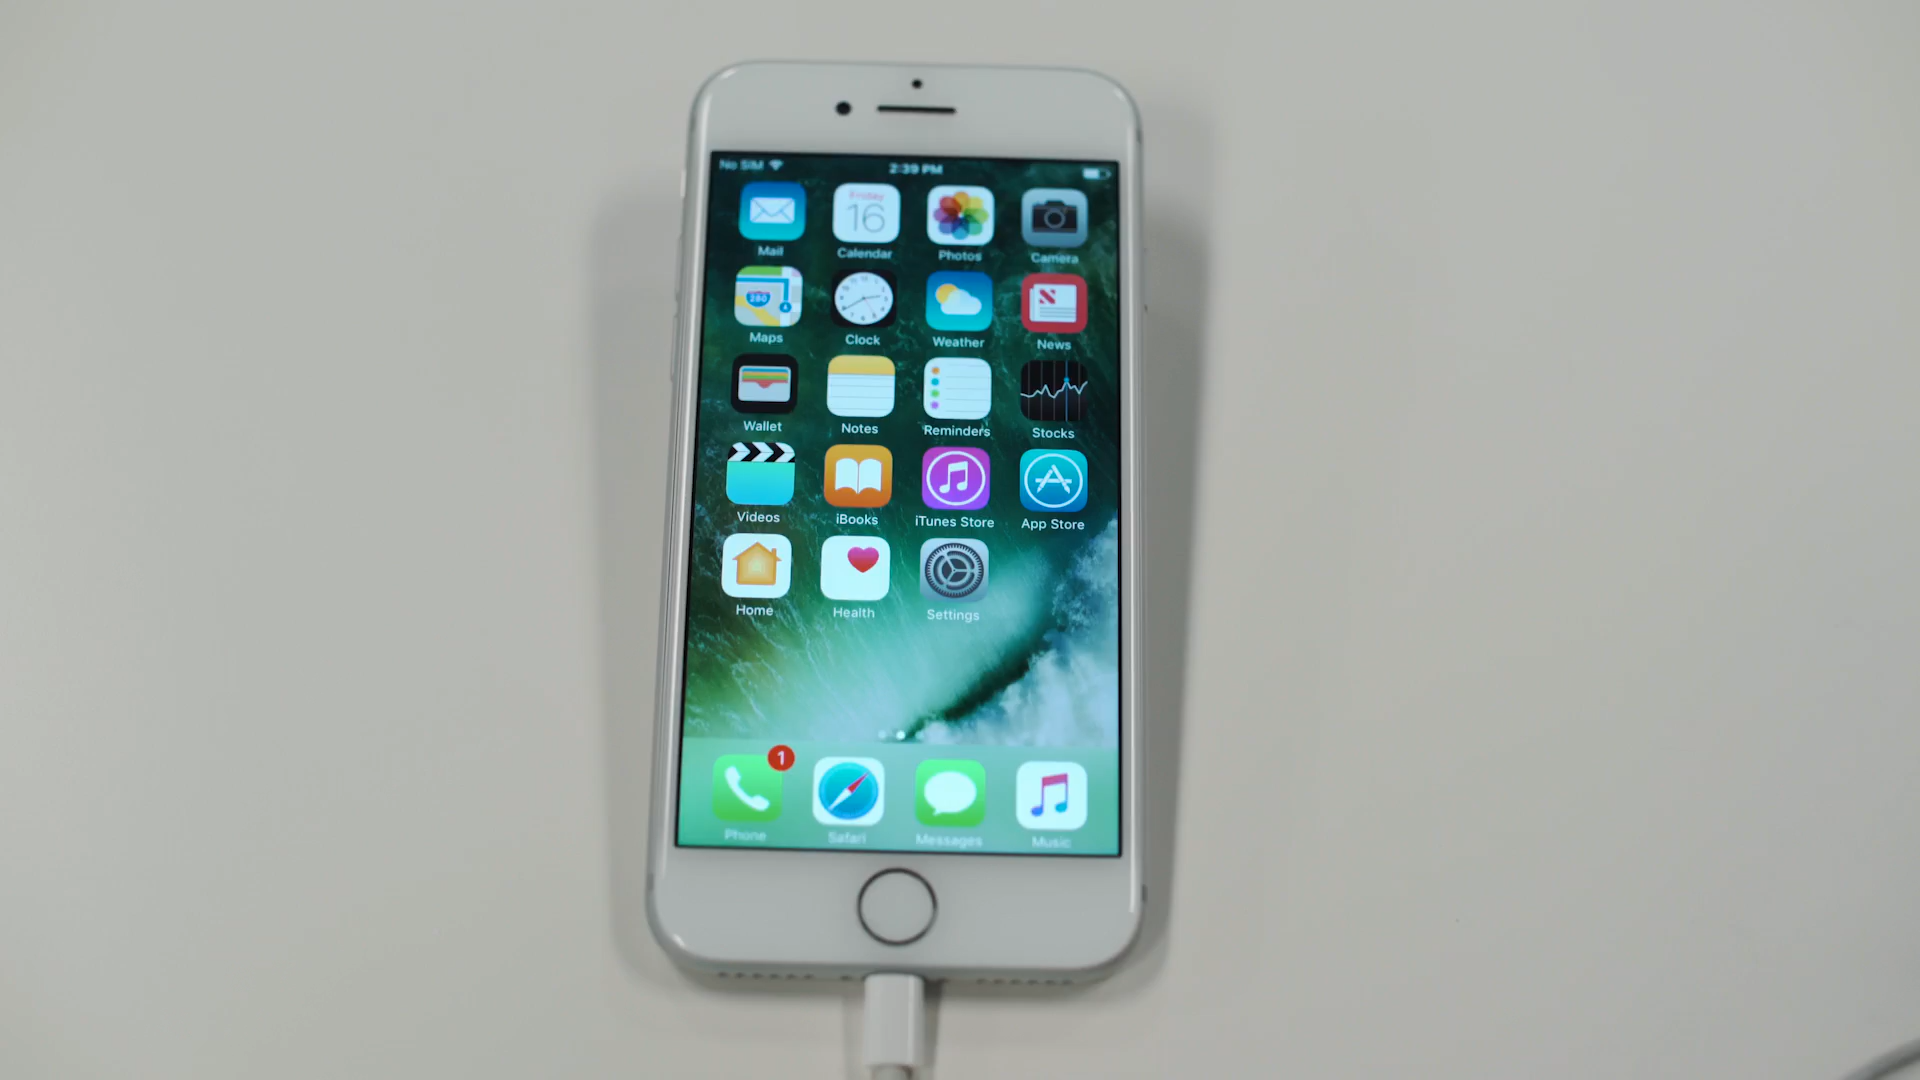 No SIM 2:39 PM
Friday
16
Mail Calendar Photos Camera
280
Maps Clock Weather News
Wallet Notes Reminders Stocks
Videos iBooks iTunes Store App Store
Home Health Settings
1
Phone Safari Messages Music